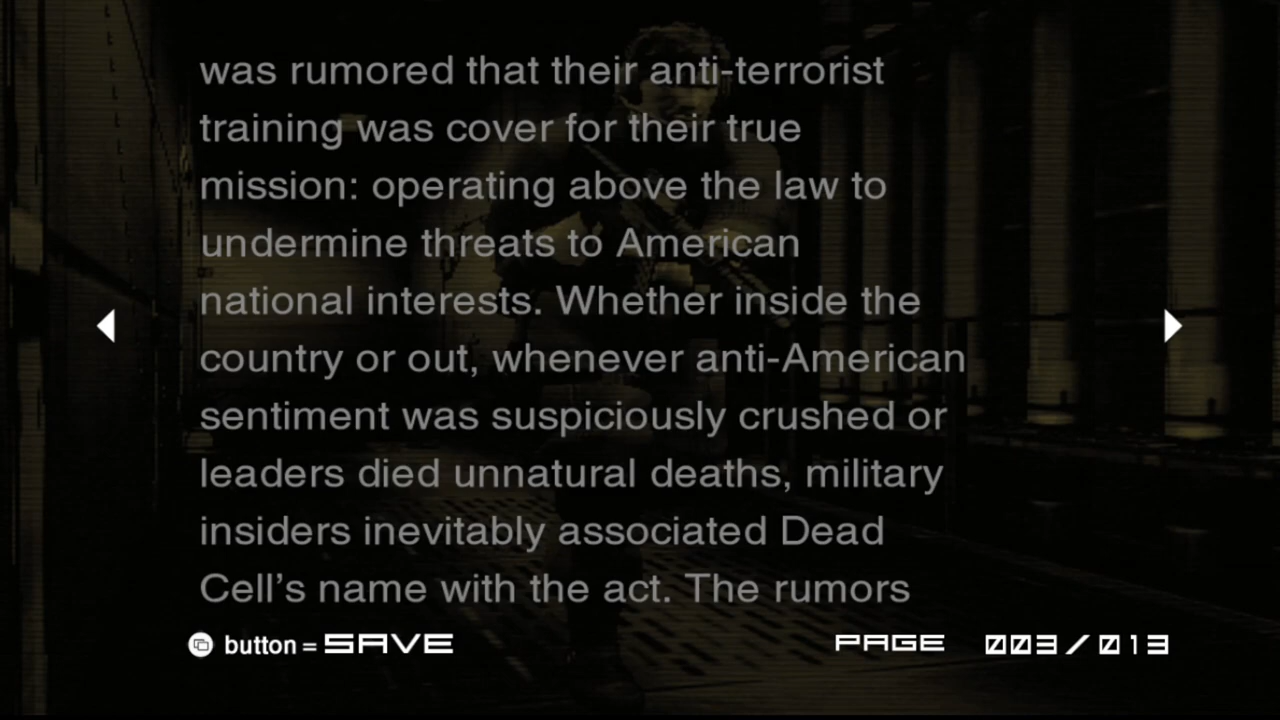 was rumored that their anti-terrorist
training was cover for their true
mission: operating above the law to
undermine threats to American
national interests. Whether inside the
country or out, whenever anti-American
sentiment was suspiciously crushed or
leaders died unnatural deaths, military
insiders inevitably associated Dead
Cell’s name with the act. The rumors
button = SAVE
PAGE 003/013